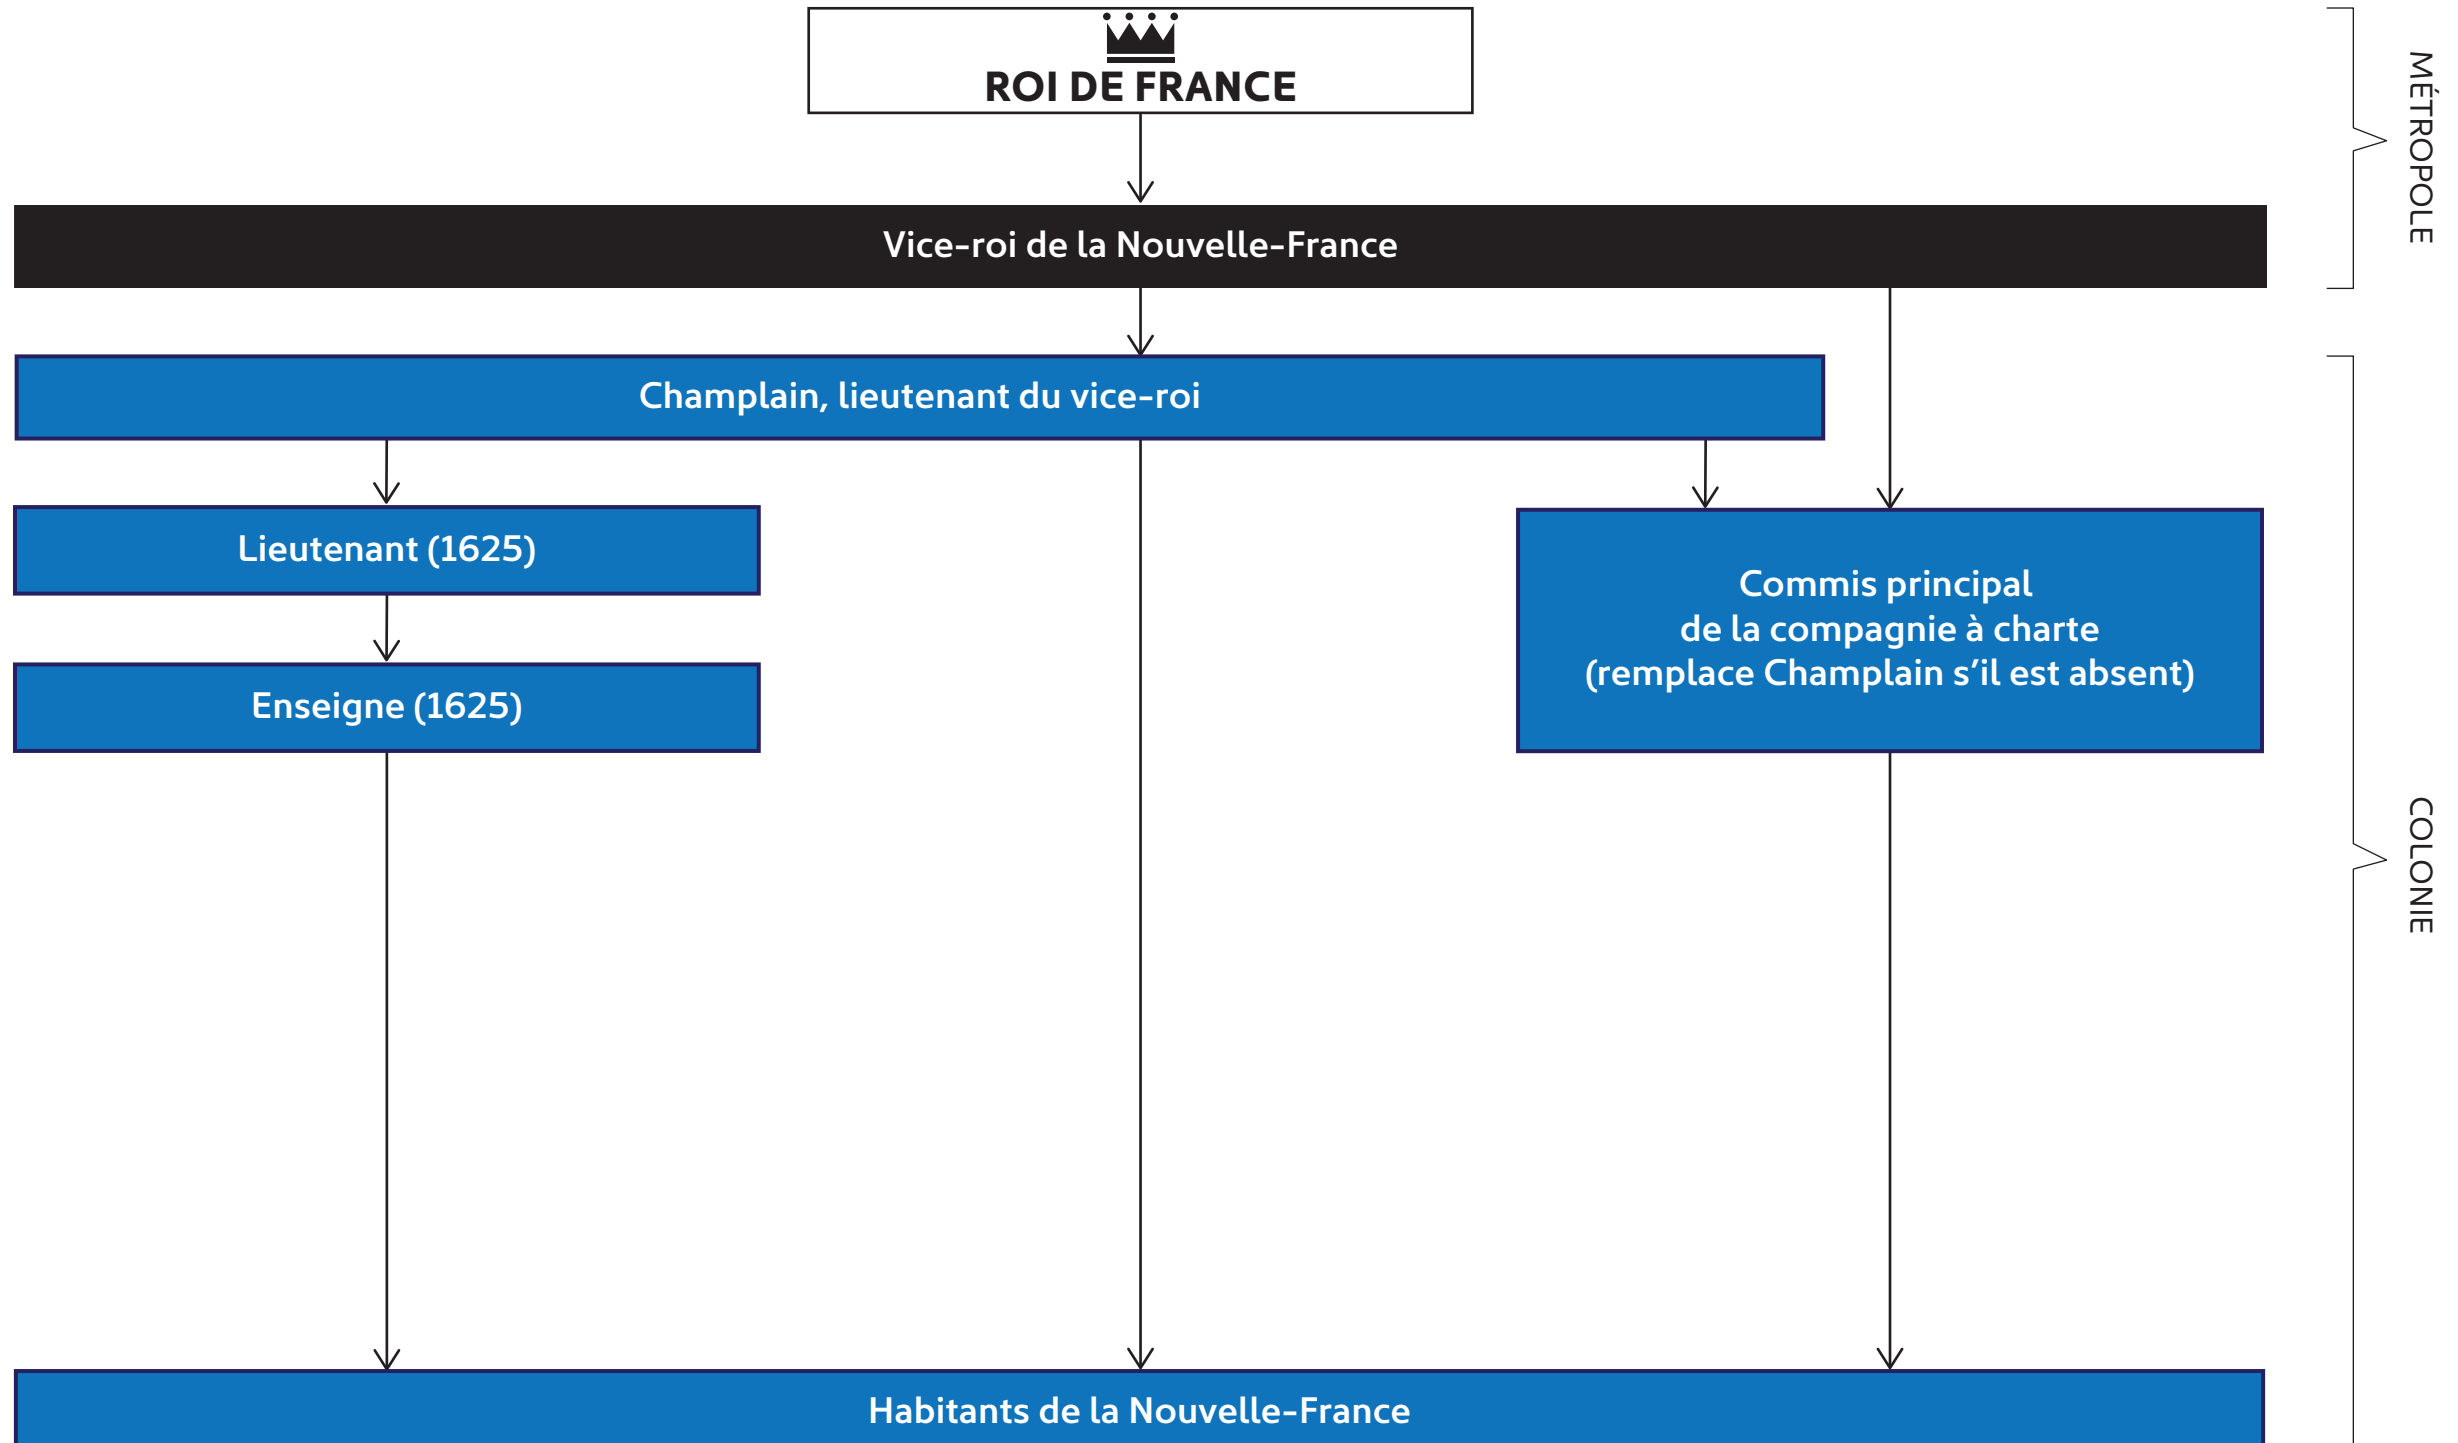 ROI DE FRANCE
MÉTROPOLE
Vice-roi de la Nouvelle-France
Champlain, lieutenant du vice-roi
Lieutenant (1625)
Commis principal
de la compagnie à charte
(remplace Champlain s’il est absent)
Enseigne (1625)
COLONIE
Habitants de la Nouvelle-France